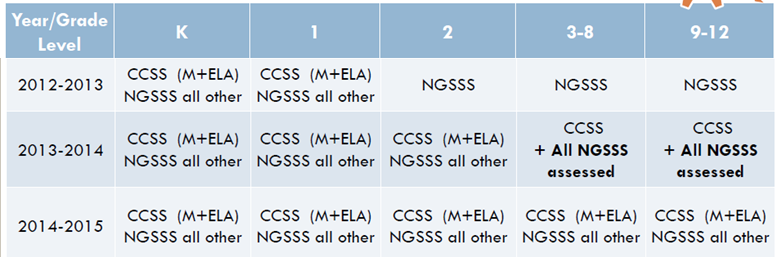 Year/Grade Level K 1 2 3-8 9-12
2012-2013 CCSS (M+ELA) NGSSS all other CCSS (M+ELA) NGSSS all other NGSSS NGSSS NGSSS
2013-2014 CCSS (M+ELA) NGSSS all other CCSS (M+ELA) NGSSS all other CCSS (M+ELA) NGSSS all other CCSS + All NGSSS assessed CCSS + All NGSSS assessed
2014-2015 CCSS (M+ELA) NGSSS all other CCSS (M+ELA) NGSSS all other CCSS (M+ELA) NGSSS all other CCSS (M+ELA) NGSSS all other CCSS (M+ELA) NGSSS all other